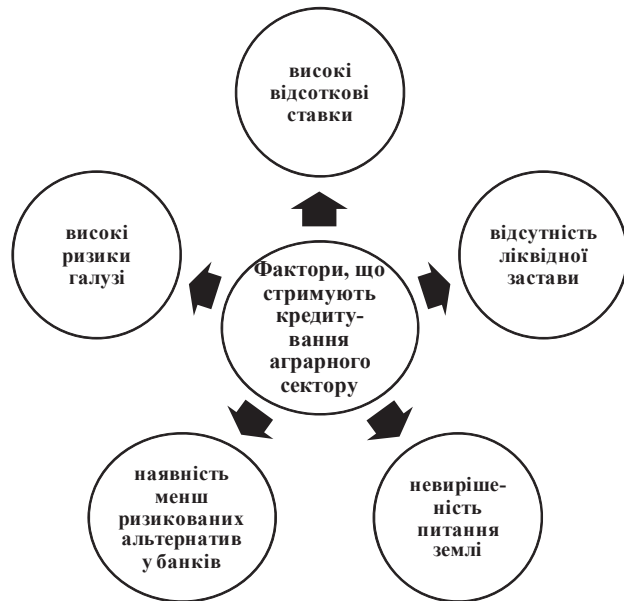 високі
відсоткові
ставки
високі
ризики
галузі
відсутність
ліквідної
застави
Фактори, що
стримують
кредиту-
вання
аграрного
сектору
наявність
менш
ризикованих
альтернатив
у банків
невиріше-
ність
питання
землі